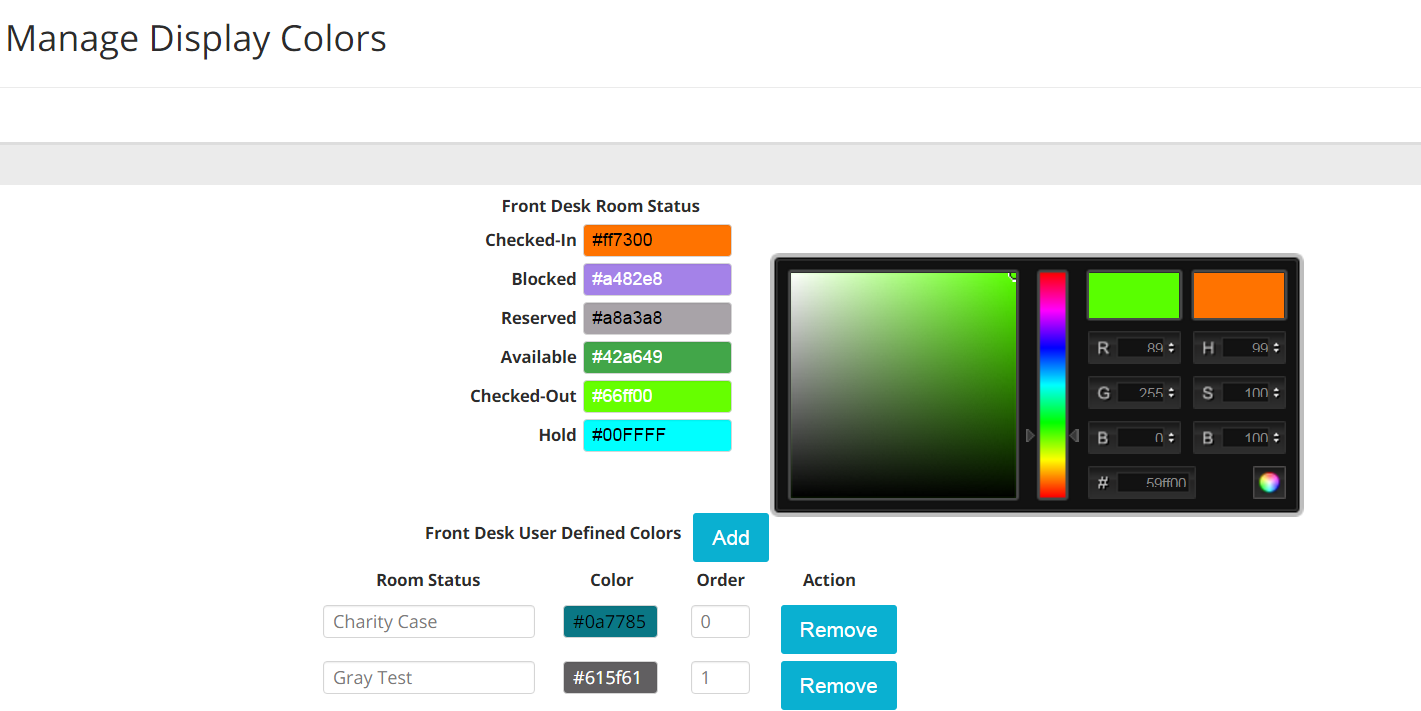 Manage Display Colors
Front Desk Room Status
Checked-In #ff7300
Blocked #a482e8
Reserved #a8a3a8
Available #42a649
Checked-Out #66ff00
Hold #00FFFF
R 89 H 99
G 255 S 100
B 0 B 100
# 59ff00
Front Desk User Defined Colors Add
Room Status Color Order Action
Charity Case #0a7785 0 Remove
Gray Test #615f61 1 Remove